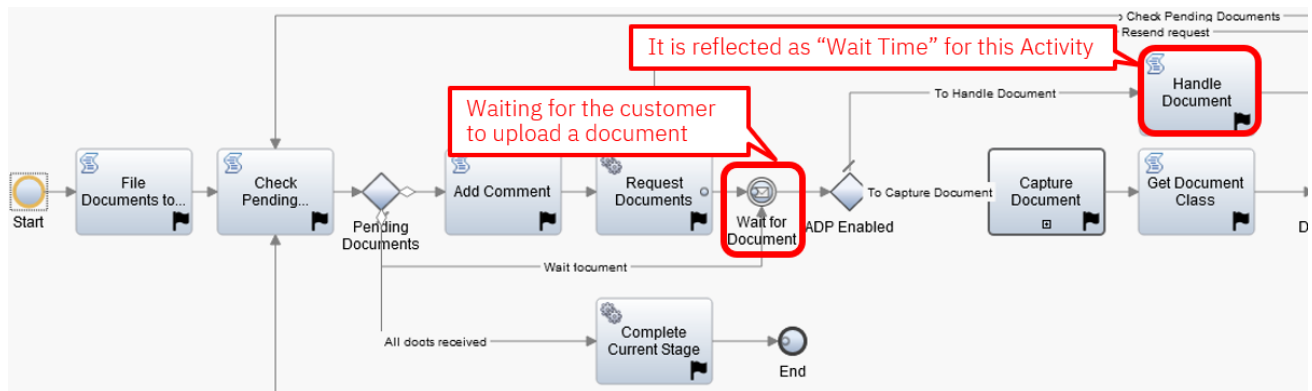 To Check Pending Documents
Resend request
It is reflected as “Wait Time” for this Activity
Handle
Document
To Handle Document
Waiting for the customer
to upload a document
File
Documents to...
Check
Pending...
Add Comment
Request
Documents
To Capture Document
Capture
Document
Get Document
Class
Start
Pending
Documents
Wait for
Document
ADP Enabled
D
Wait focument
All doots received
Complete
Current Stage
End